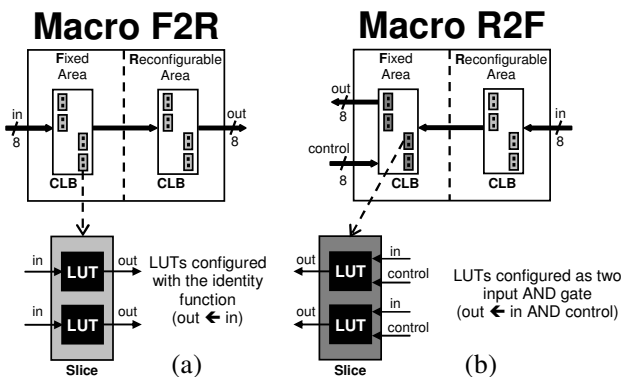 Macro F2R
Fixed
Area
Reconfigurable
Area
in
8
out
8
CLB
CLB
in
LUT
out
in
LUT
out
Slice
LUTs configured
with the identity
function
(out ← in)
(a)
Macro R2F
Fixed
Area
Reconfigurable
Area
out
8
in
8
control
8
CLB
CLB
out
LUT
in
control
out
LUT
in
control
Slice
LUTs configured as two
input AND gate
(out ← in AND control)
(b)